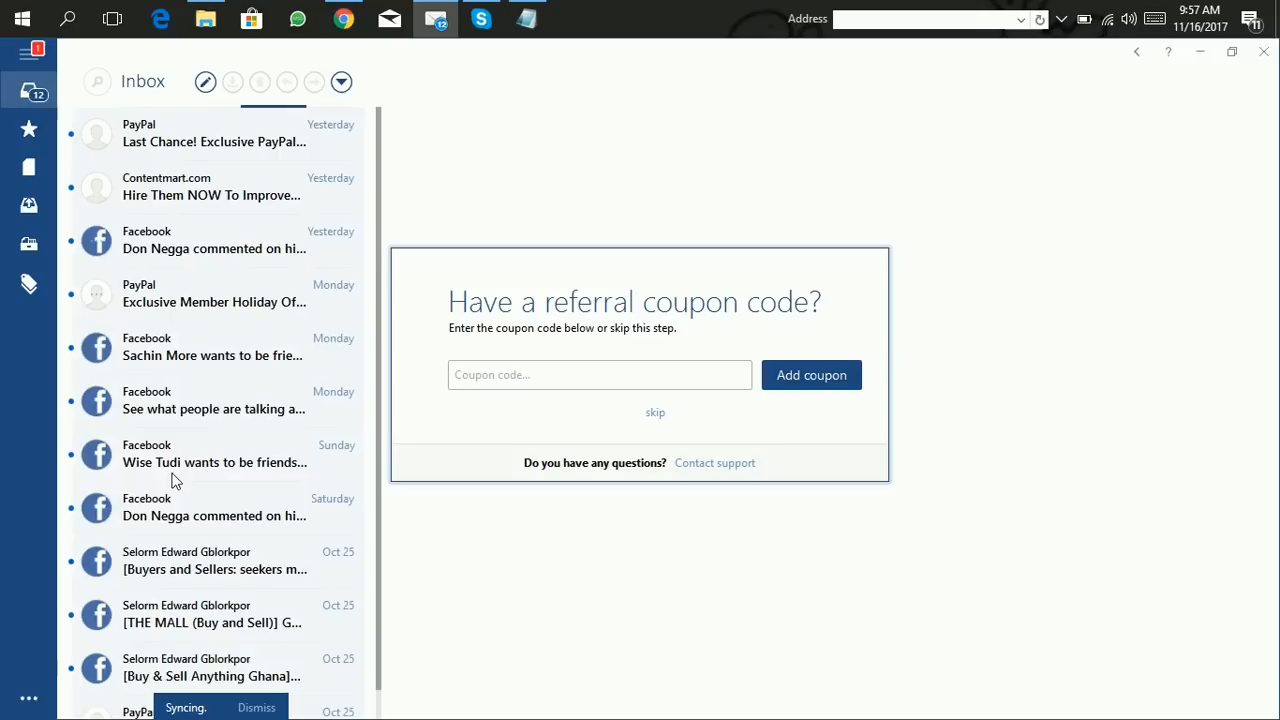 Address
9:57 AM
11/16/2017
11
12
1
12
Inbox
PayPal Yesterday
Last Chance! Exclusive PayPal...
Contentmart.com Yesterday
Hire Them NOW To Improve...
Facebook Yesterday
Don Negga commented on hi...
PayPal Monday
Exclusive Member Holiday Of...
Facebook Monday
Sachin More wants to be frie...
Facebook Monday
See what people are talking a...
Facebook Sunday
Wise Tudi wants to be friends...
Facebook Saturday
Don Negga commented on hi...
Selorm Edward Gblorkpor Oct 25
[Buyers and Sellers: seekers m...
Selorm Edward Gblorkpor Oct 25
[THE MALL (Buy and Sell)] G...
Selorm Edward Gblorkpor Oct 25
[Buy & Sell Anything Ghana]...
PayPa Oct 25
Syncing. Dismiss
Have a referral coupon code?
Enter the coupon code below or skip this step.
Coupon code... Add coupon
skip
Do you have any questions? Contact support